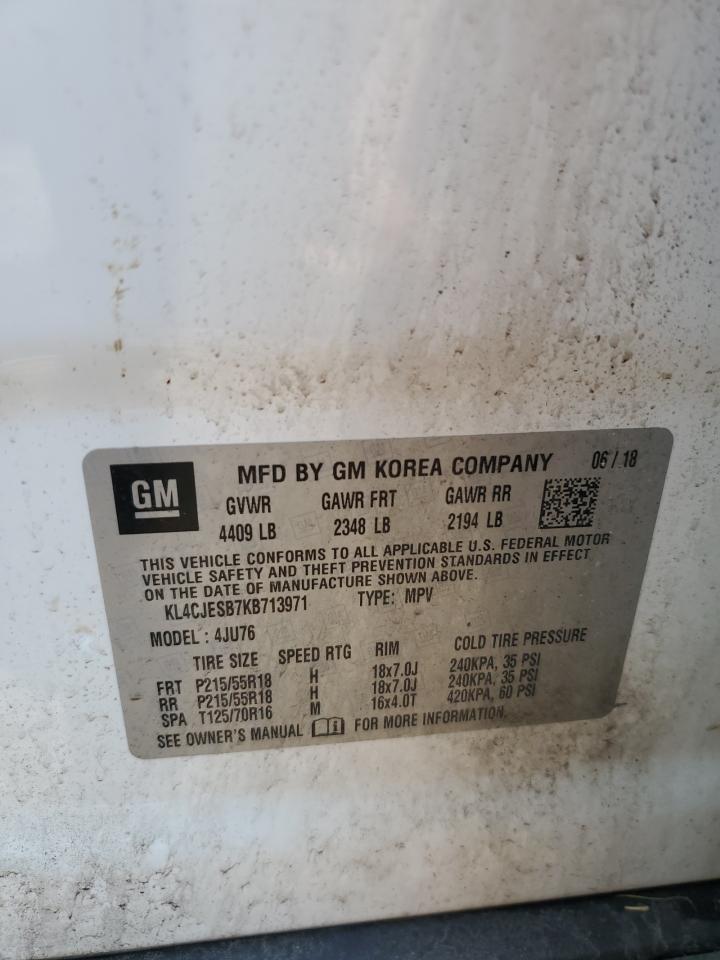 GM
MFD BY GM KOREA COMPANY 06 / 18
GVWR GAWR FRT GAWR RR
4409 LB 2348 LB 2194 LB
THIS VEHICLE CONFORMS TO ALL APPLICABLE U.S. FEDERAL MOTOR
VEHICLE SAFETY AND THEFT PREVENTION STANDARDS IN EFFECT
ON THE DATE OF MANUFACTURE SHOWN ABOVE.
KL4CJESB7KB713971 TYPE: MPV
MODEL : 4JU76
TIRE SIZE SPEED RTG RIM COLD TIRE PRESSURE
FRT P215/55R18 H 18x7.0J 240KPA, 35 PSI
RR P215/55R18 H 18x7.0J 240KPA, 35 PSI
SPA T125/70R16 M 16x4.0T 420KPA, 60 PSI
SEE OWNER'S MANUAL FOR MORE INFORMATION.